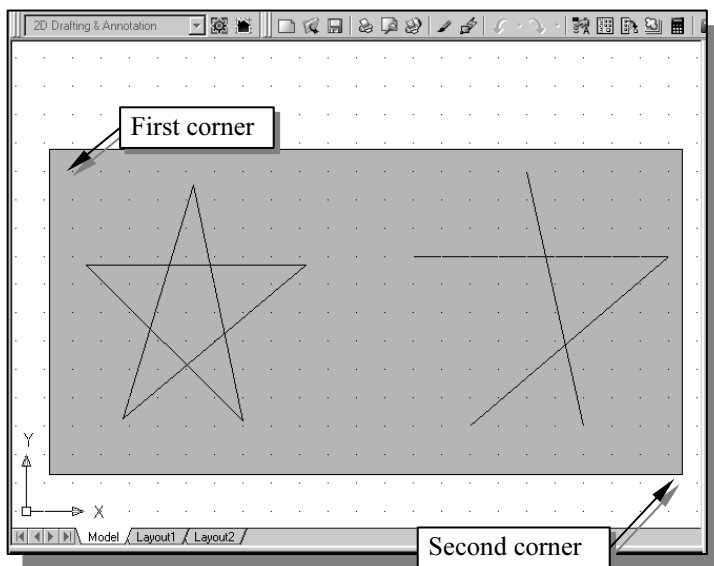 2D Drafting & Annotation
First corner
Y
X
Model Layout1 Layout2
Second corner